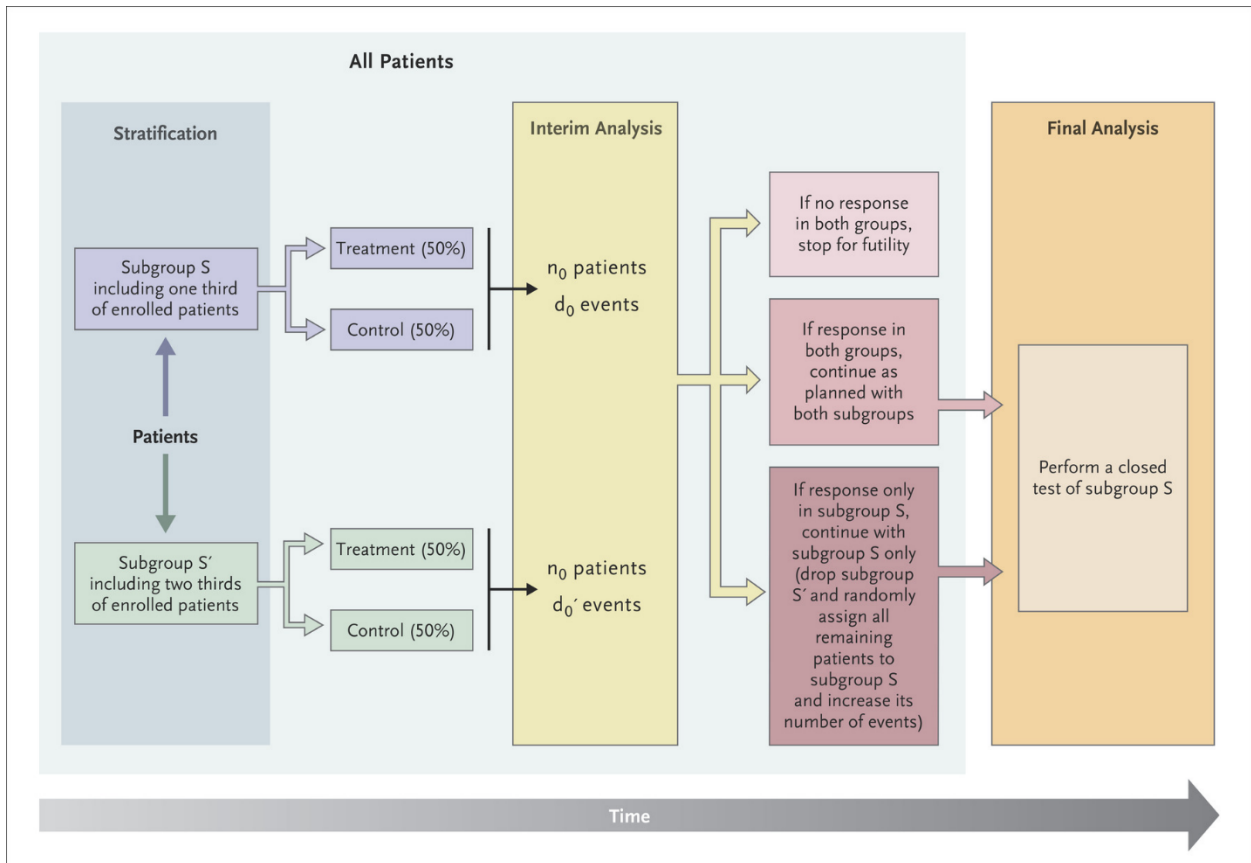 All Patients
Stratification
Interim Analysis
Final Analysis
Subgroup S
including one third
of enrolled patients
Patients
Subgroup S′
including two thirds
of enrolled patients
Treatment (50%)
Control (50%)
Treatment (50%)
Control (50%)
n₀ patients
d₀ events
n₀ patients
d₀′ events
If no response
in both groups,
stop for futility
If response in
both groups,
continue as
planned with
both subgroups
If response only
in subgroup S,
continue with
subgroup S only
(drop subgroup
S′ and randomly
assign all
remaining
patients to
subgroup S
and increase its
number of events)
Perform a closed
test of subgroup S
Time